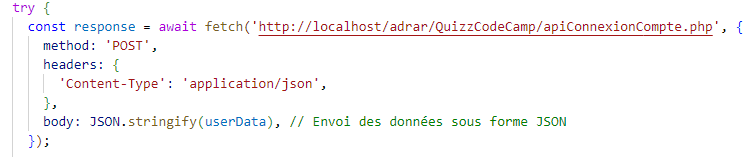 try {
const response = await fetch('http://localhost/adrar/QuizzCodeCamp/apiConnexionCompte.php', {
method: 'POST',
headers: {
'Content-Type': 'application/json',
},
body: JSON.stringify(userData), // Envoi des données sous forme JSON
});